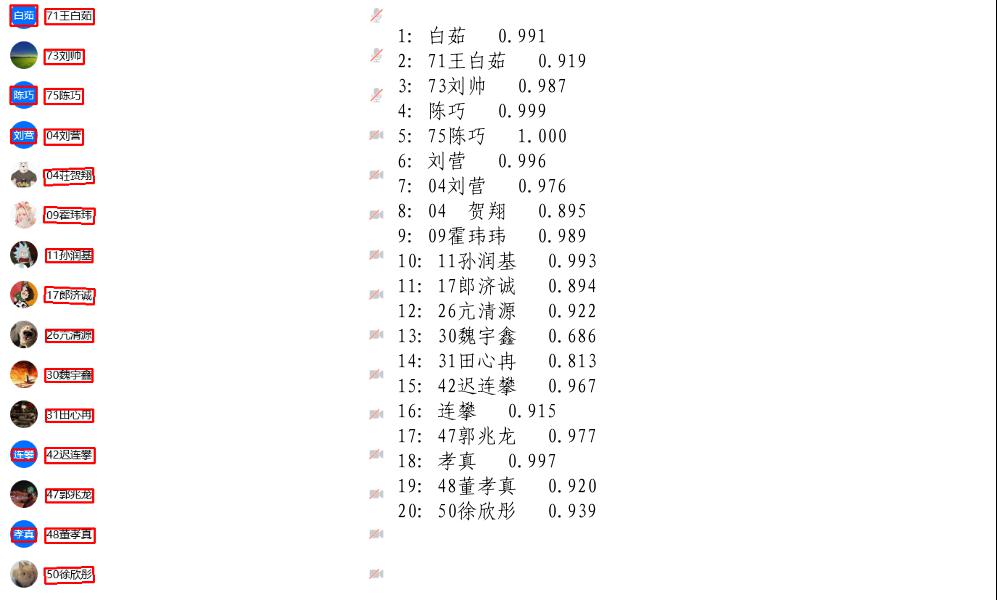 白茹 71王白茹
73刘帅
陈巧 75陈巧
刘营 04刘营
04荘贺翔
09霍玮玮
11孙润基
17郎济诚
26亢清源
30魏宇鑫
31田心冉
连攀 42迟连攀
47郭兆龙
孝真 48董孝真
50徐欣彤
1: 白茹 0.991
2: 71王白茹 0.919
3: 73刘帅 0.987
4: 陈巧 0.999
5: 75陈巧 1.000
6: 刘营 0.996
7: 04刘营 0.976
8: 04 贺翔 0.895
9: 09霍玮玮 0.989
10: 11孙润基 0.993
11: 17郎济诚 0.894
12: 26亢清源 0.922
13: 30魏宇鑫 0.686
14: 31田心冉 0.813
15: 42迟连攀 0.967
16: 连攀 0.915
17: 47郭兆龙 0.977
18: 孝真 0.997
19: 48董孝真 0.920
20: 50徐欣彤 0.939